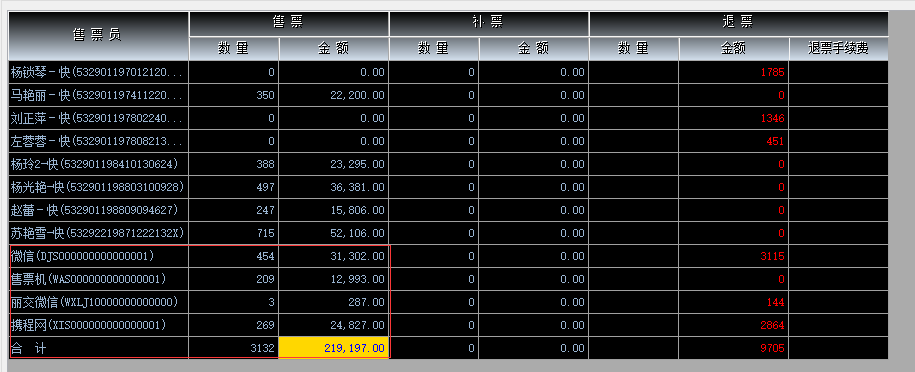 售票员 售票 补票 退票
数量 金额 数量 金额 数量 金额 退票手续费
杨锁琴－快(532901197012120... 0 0.00 0 0.00 1785
马艳丽－快(532901197411220... 350 22,200.00 0 0.00 0
刘正萍－快(532901197802240... 0 0.00 0 0.00 1346
左蓉蓉－快(532901197808213... 0 0.00 0 0.00 451
杨玲2-快(532901198410130624) 388 23,295.00 0 0.00 0
杨光艳-快(532901198803100928) 497 36,381.00 0 0.00 0
赵蕾－快(532901198809094627) 247 15,806.00 0 0.00 0
苏艳雪-快(53292219871222132X) 715 52,106.00 0 0.00 0
微信(DJS000000000000001) 454 31,302.00 0 0.00 3115
售票机(WAS000000000000001) 209 12,993.00 0 0.00 0
丽交微信(WXLJ10000000000000) 3 287.00 0 0.00 144
携程网(XIS000000000000001) 269 24,827.00 0 0.00 2864
合 计 3132 219,197.00 0 0.00 9705